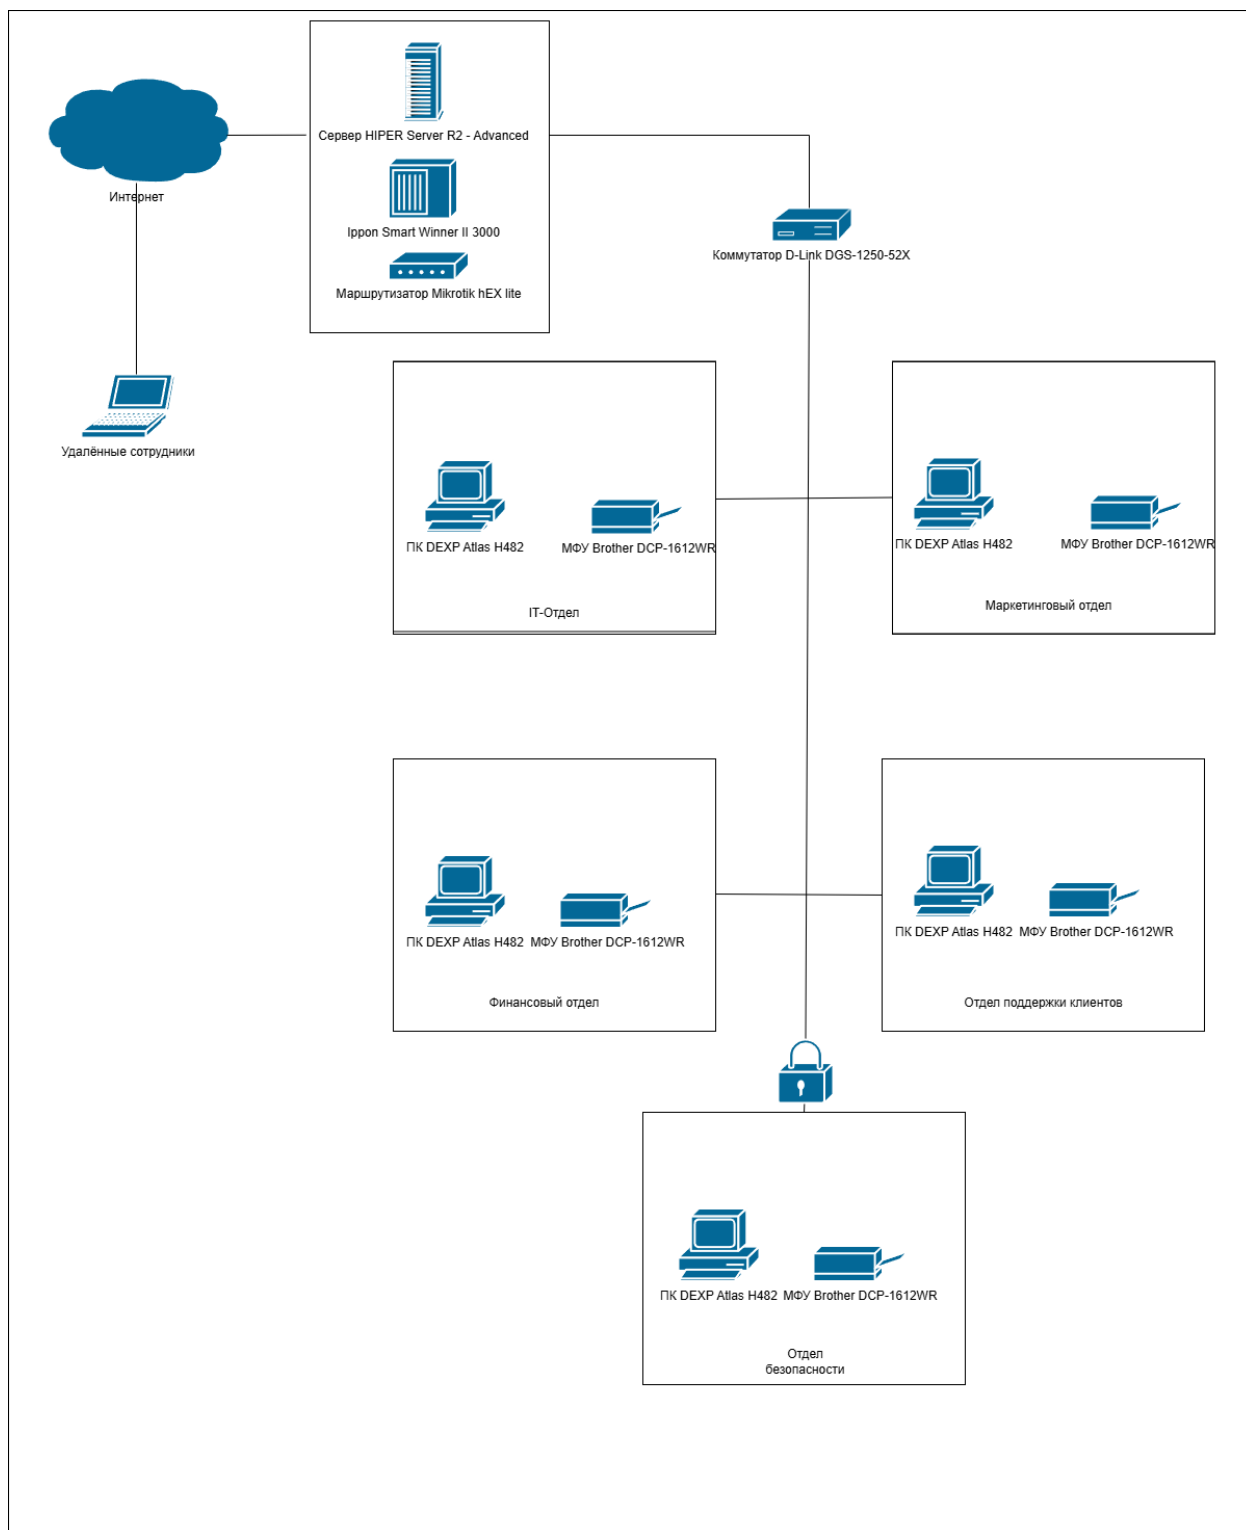 Сервер HIPER Server R2 - Advanced
Интернет
Ippon Smart Winner II 3000
Коммутатор D-Link DGS-1250-52X
Маршрутизатор Mikrotik hEX lite
Удалённые сотрудники
ПК DEXP Atlas H482
МФУ Brother DCP-1612WR
IT-Отдел
ПК DEXP Atlas H482
МФУ Brother DCP-1612WR
Маркетинговый отдел
ПК DEXP Atlas H482
МФУ Brother DCP-1612WR
Финансовый отдел
ПК DEXP Atlas H482
МФУ Brother DCP-1612WR
Отдел поддержки клиентов
ПК DEXP Atlas H482
МФУ Brother DCP-1612WR
Отдел
безопасности